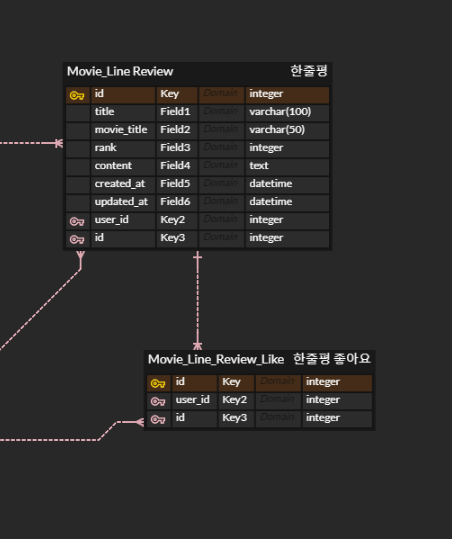 Movie_Line Review 한줄평
id Key Domain integer
title Field1 Domain varchar(100)
movie_title Field2 Domain varchar(50)
rank Field3 Domain integer
content Field4 Domain text
created_at Field5 Domain datetime
updated_at Field6 Domain datetime
user_id Key2 Domain integer
id Key3 Domain integer
Movie_Line_Review_Like 한줄평 좋아요
id Key Domain integer
user_id Key2 Domain integer
id Key3 Domain integer